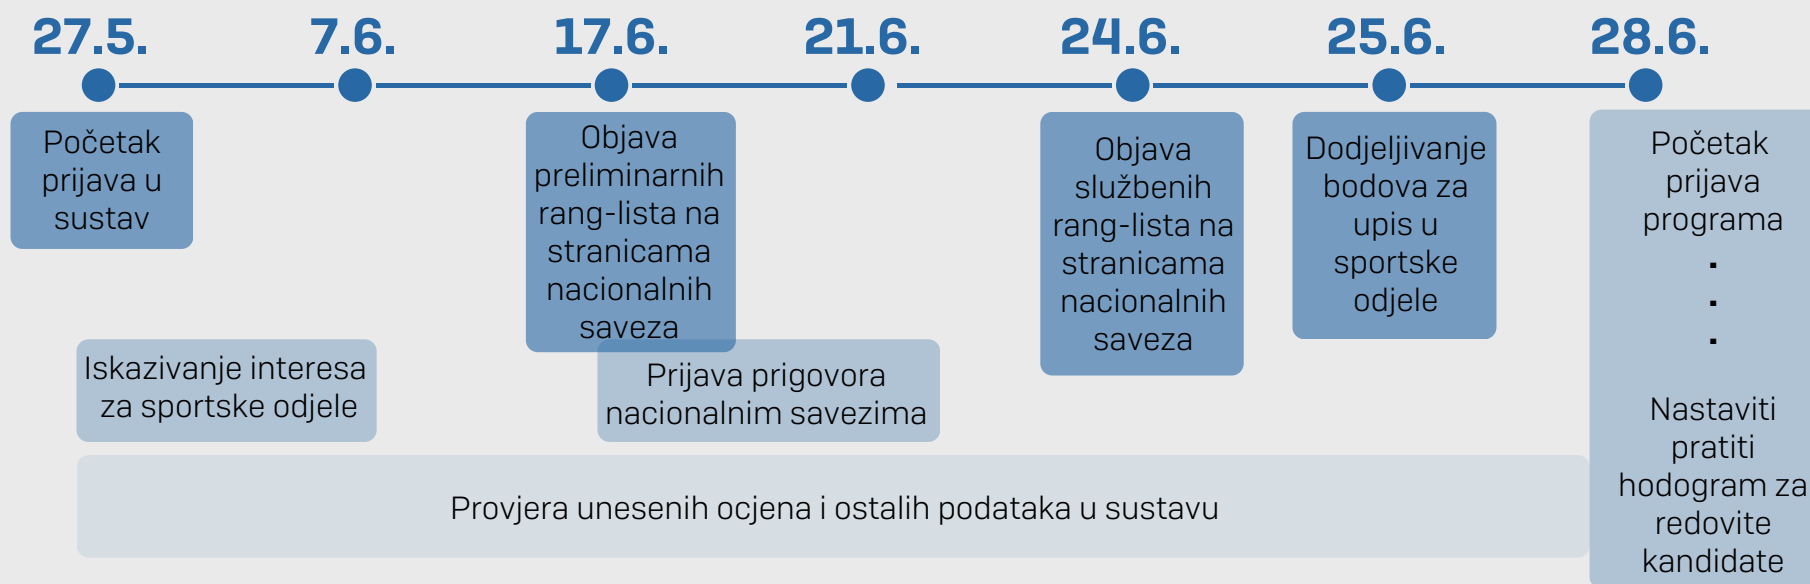 27.5.
7.6.
17.6.
21.6.
24.6.
25.6.
28.6.
Početak
prijava u
sustav
Objava
preliminarnih
rang-lista na
stranicama
nacionalnih
saveza
Objava
službenih
rang-lista na
stranicama
nacionalnih
saveza
Dodjeljivanje
bodova za
upis u
sportske
odjele
Početak
prijava
programa
.
.
.
Nastaviti
pratiti
hodogram za
redovite
kandidate
Iskazivanje interesa
za sportske odjele
Prijava prigovora
nacionalnim savezima
Provjera unesenih ocjena i ostalih podataka u sustavu